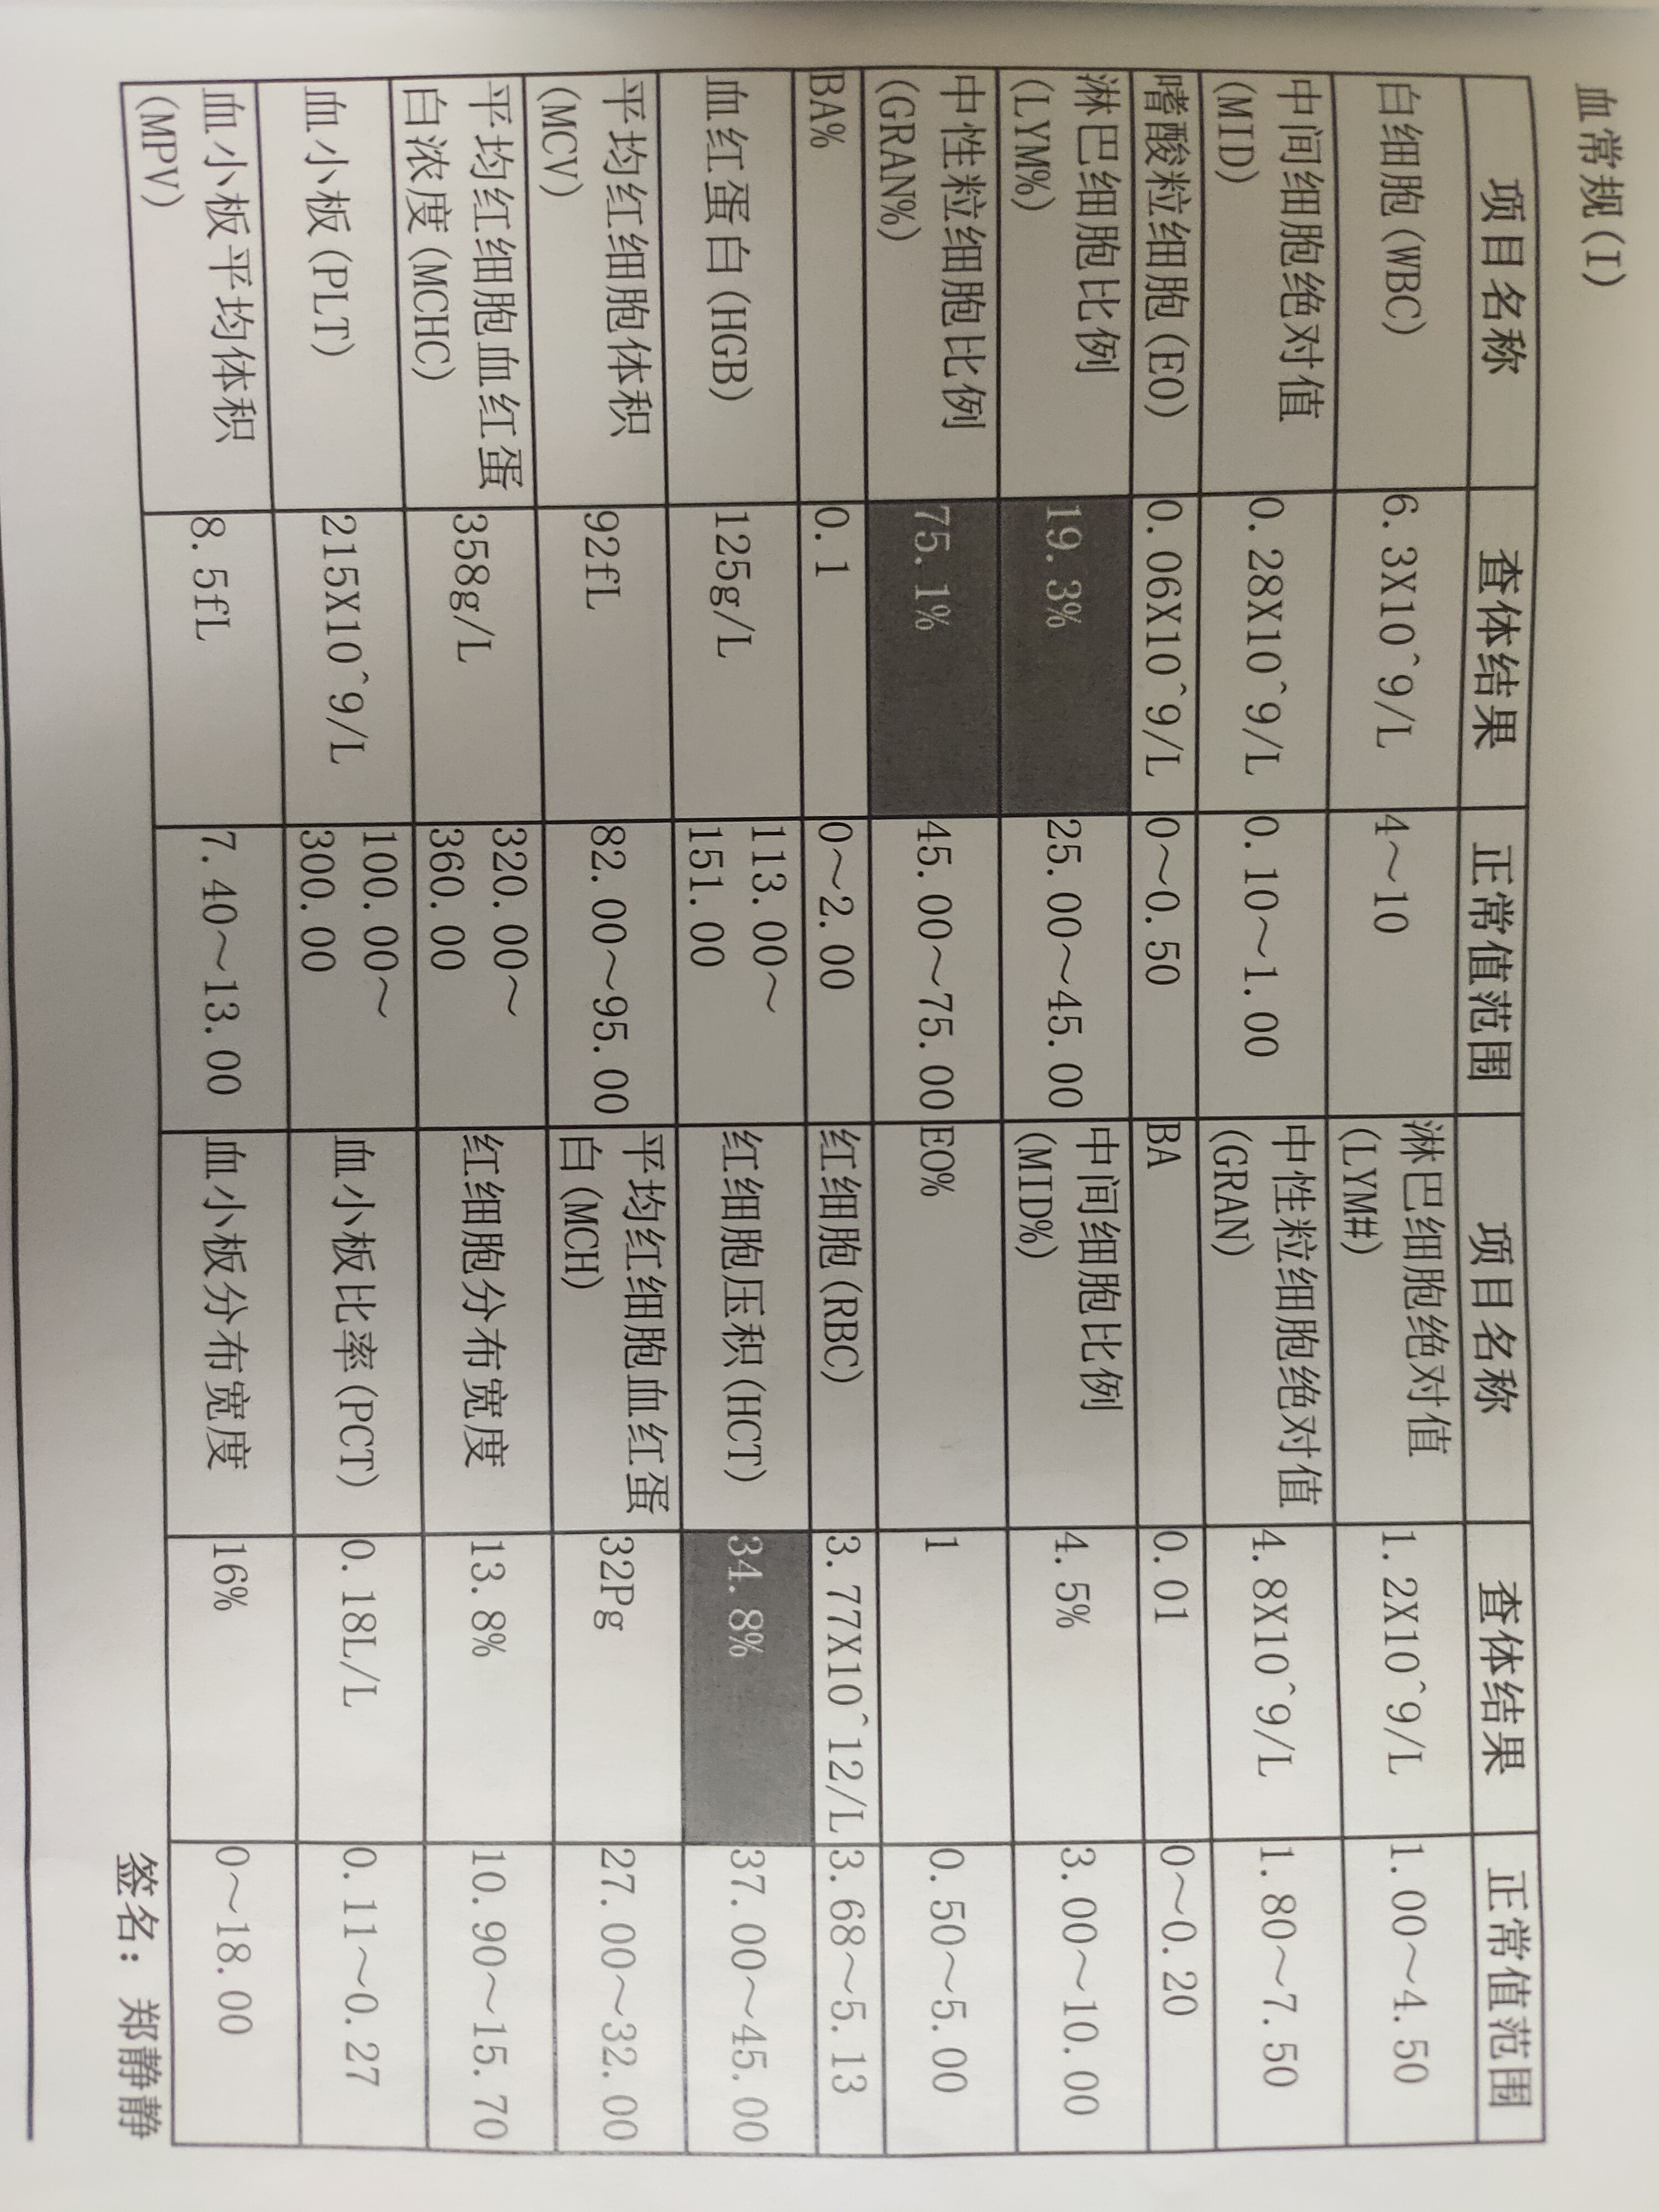 血常规(I)
项目名称 查体结果 正常值范围 项目名称 查体结果 正常值范围
白细胞(WBC) 6.3X10^9/L 4～10 淋巴细胞绝对值 1.2X10^9/L 1.00～4.50
(LYM#)
中间细胞绝对值 0.28X10^9/L 0.10～1.00 中性粒细胞绝对值 4.8X10^9/L 1.80～7.50
(MID) (GRAN)
嗜酸粒细胞(EO) 0.06X10^9/L 0～0.50 BA 0.01 0～0.20
淋巴细胞比例 19.3% 25.00～45.00 中间细胞比例 4.5% 3.00～10.00
(LYM%) (MID%)
中性粒细胞比例 75.1% 45.00～75.00 EO% 1 0.50～5.00
(GRAN%)
BA% 0.1 0～2.00 红细胞(RBC) 3.77X10^12/L 3.68～5.13
血红蛋白(HGB) 125g/L 113.00～ 红细胞压积(HCT) 34.8% 37.00～45.00
151.00
平均红细胞体积 92fL 82.00～95.00 平均红细胞血红蛋 32Pg 27.00～32.00
(MCV) 白(MCH)
平均红细胞血红蛋 358g/L 320.00～ 红细胞分布宽度 13.8% 10.90～15.70
白浓度(MCHC) 360.00
血小板(PLT) 215X10^9/L 100.00～ 血小板比率(PCT) 0.18L/L 0.11～0.27
300.00
血小板平均体积 8.5fL 7.40～13.00 血小板分布宽度 16% 0～18.00
(MPV)
签名：郑静静